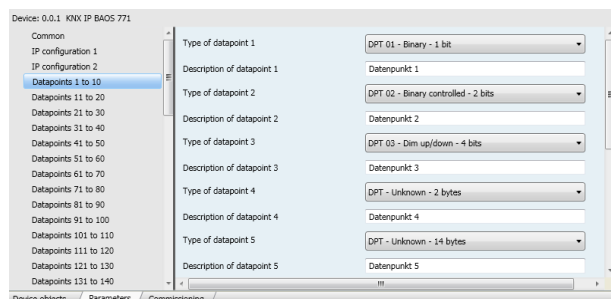 Device: 0.0.1 KNX IP BAOS 771
Common
IP configuration 1
IP configuration 2
Datapoints 1 to 10
Datapoints 11 to 20
Datapoints 21 to 30
Datapoints 31 to 40
Datapoints 41 to 50
Datapoints 51 to 60
Datapoints 61 to 70
Datapoints 71 to 80
Datapoints 81 to 90
Datapoints 91 to 100
Datapoints 101 to 110
Datapoints 111 to 120
Datapoints 121 to 130
Datapoints 131 to 140
Type of datapoint 1 DPT 01 - Binary - 1 bit
Description of datapoint 1 Datenpunkt 1
Type of datapoint 2 DPT 02 - Binary controlled - 2 bits
Description of datapoint 2 Datenpunkt 2
Type of datapoint 3 DPT 03 - Dim up/down - 4 bits
Description of datapoint 3 Datenpunkt 3
Type of datapoint 4 DPT - Unknown - 2 bytes
Description of datapoint 4 Datenpunkt 4
Type of datapoint 5 DPT - Unknown - 14 bytes
Description of datapoint 5 Datenpunkt 5
Device objects Parameters Commissioning